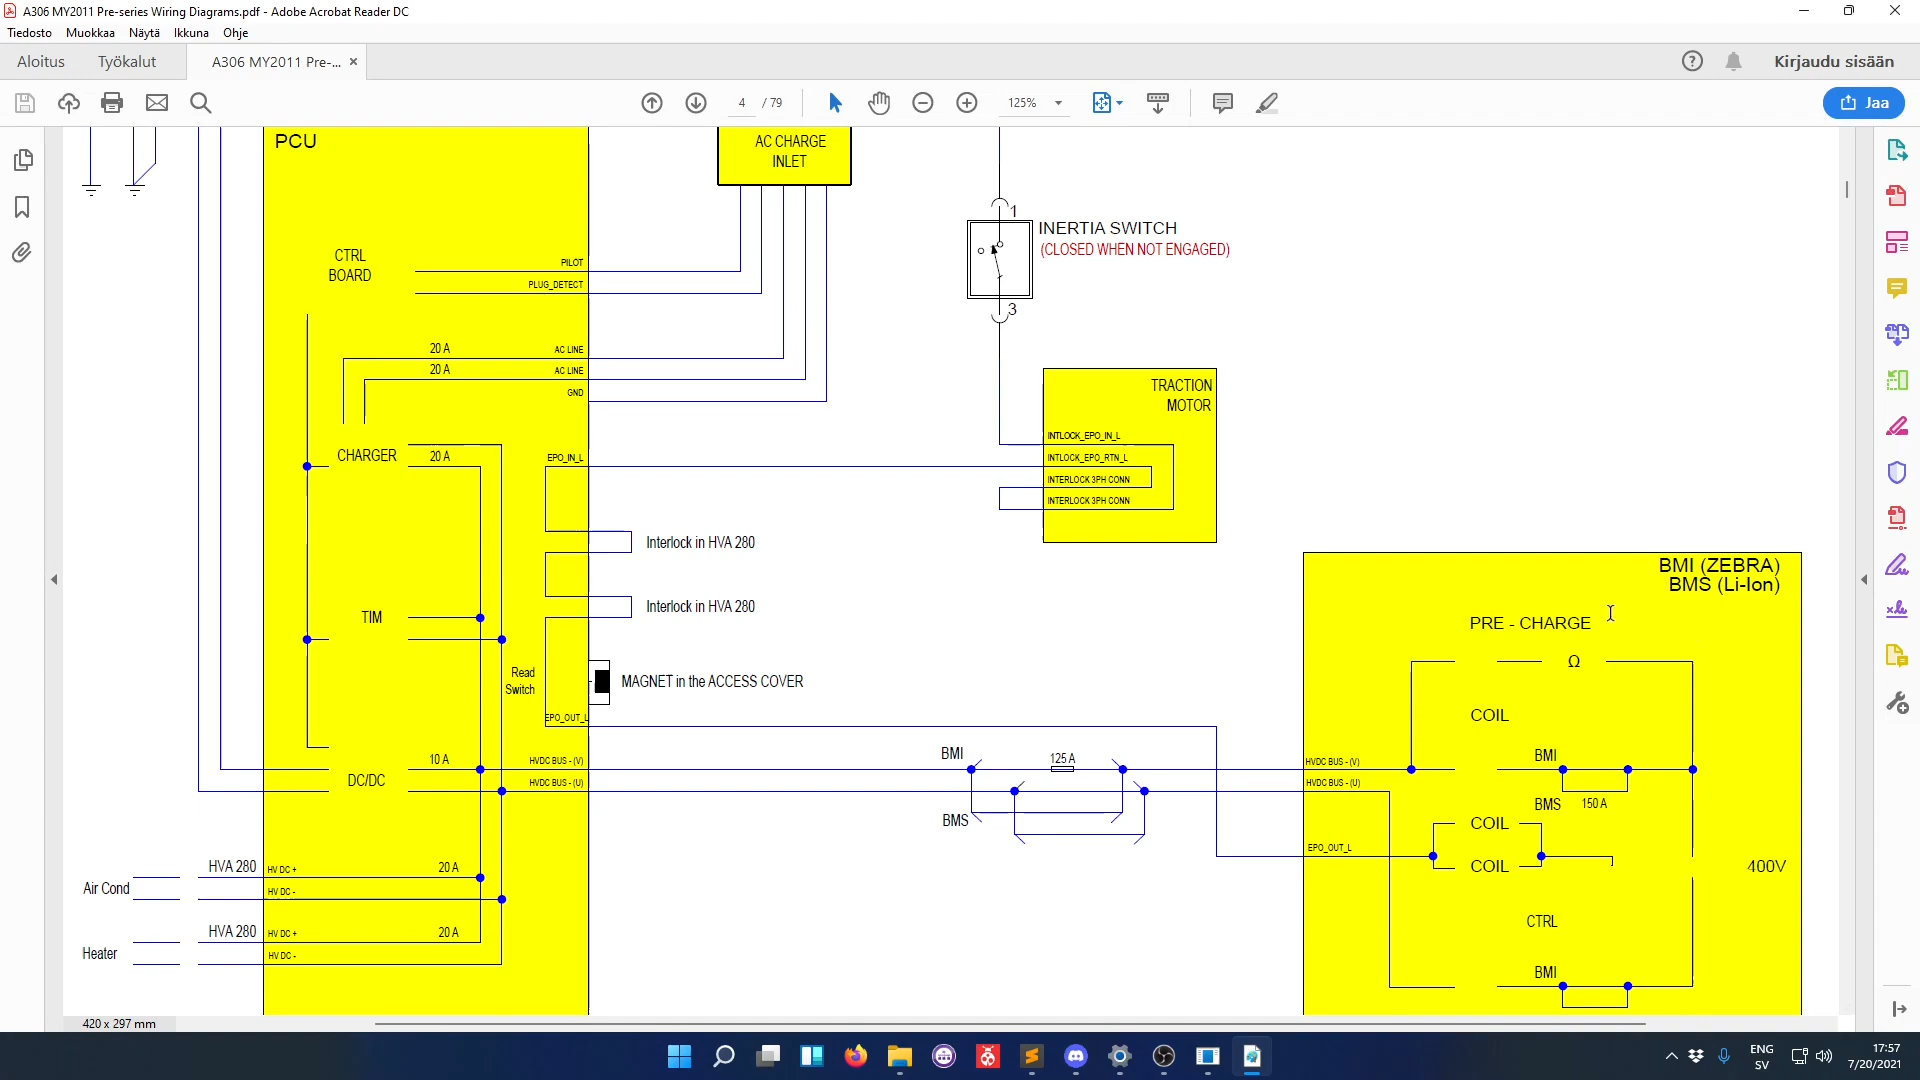 A306 MY2011 Pre-series Wiring Diagrams.pdf - Adobe Acrobat Reader DC
Tiedosto Muokkaa Näytä Ikkuna Ohje
Aloitus Työkalut A306 MY2011 Pre-... × Kirjaudu sisään
4 / 79 125% Jaa
PCU
AC CHARGE
INLET
1
INERTIA SWITCH
(CLOSED WHEN NOT ENGAGED)
3
CTRL
BOARD
PILOT
PLUG_DETECT
20 A AC LINE
20 A AC LINE
GND
TRACTION
MOTOR
INTLOCK_EPO_IN_L
INTLOCK_EPO_RTN_L
INTERLOCK 3PH CONN
INTERLOCK 3PH CONN
CHARGER 20 A EPO_IN_L
Interlock in HVA 280
Interlock in HVA 280
TIM
Read
Switch
MAGNET in the ACCESS COVER
EPO_OUT_L
BMI (ZEBRA)
BMS (Li-Ion)
PRE - CHARGE
Ω
COIL
DC/DC 10 A HVDC BUS - (V)
HVDC BUS - (U)
BMI 125 A
BMS
HVDC BUS - (V)
HVDC BUS - (U)
BMI
BMS 150 A
COIL
EPO_OUT_L
COIL
400V
CTRL
BMI
Air Cond HVA 280 HV DC + 20 A
HV DC -
Heater HVA 280 HV DC + 20 A
HV DC -
420 x 297 mm
ENG
SV
17:57
7/20/2021